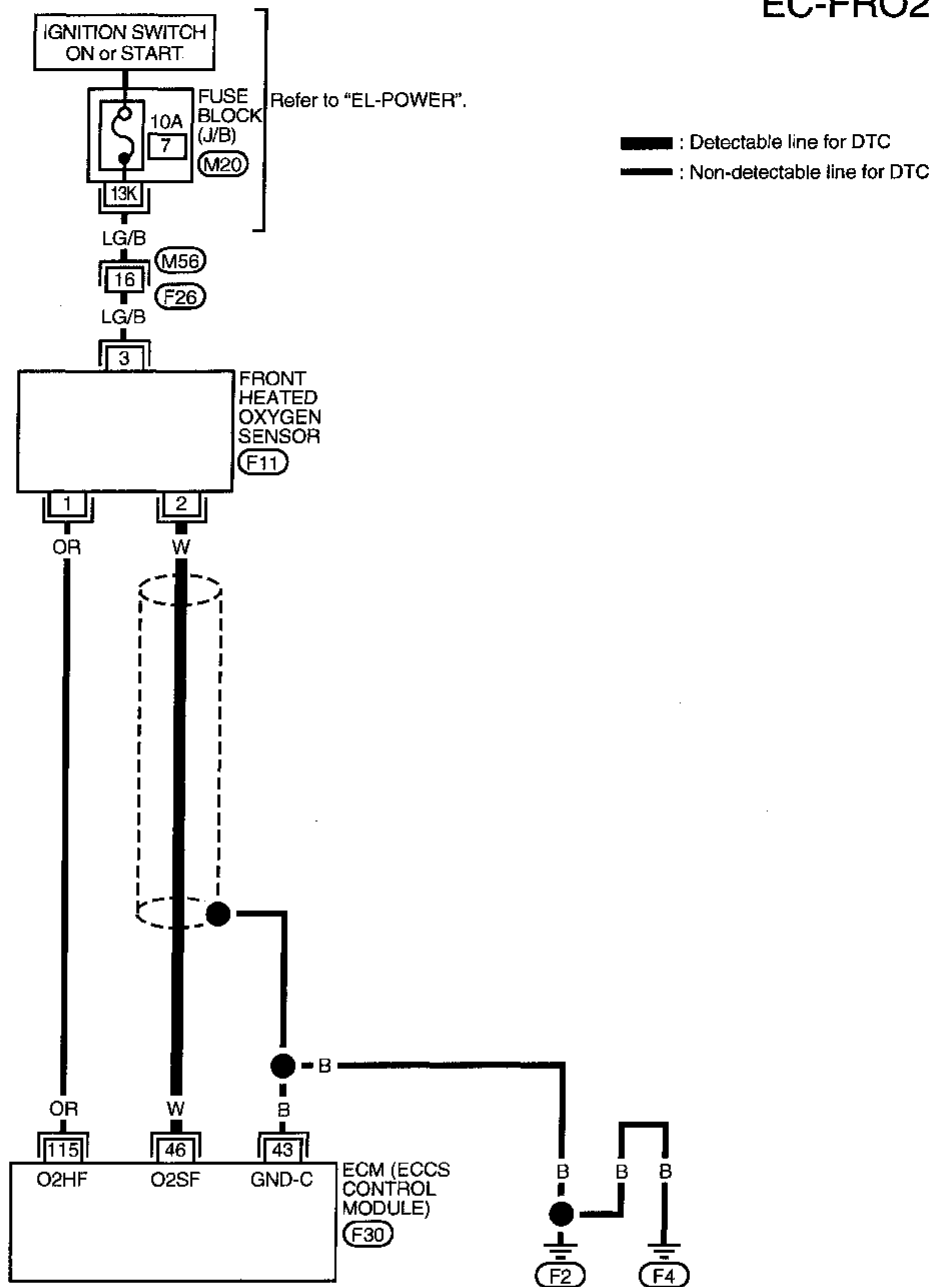 EC-FRO2
IGNITION SWITCH
ON or START
FUSE
BLOCK
(J/B)
M20
10A
7
13K
Refer to "EL-POWER".
: Detectable line for DTC
: Non-detectable line for DTC
LG/B
M56
16
F26
LG/B
3
FRONT
HEATED
OXYGEN
SENSOR
F11
1
2
OR
W
B
OR
W
B
115
46
43
O2HF
O2SF
GND-C
ECM (ECCS
CONTROL
MODULE)
F30
B
B
B
F2
F4